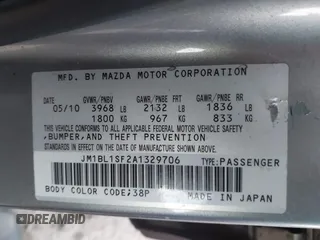 MFD. BY MAZDA MOTOR CORPORATION
GVWR/PNBV GAWR/PNBE FRT GAWR/PNBE RR
05/10 3968 LB 2132 LB 1836 LB
1800 KG 967 KG 833 KG
THIS VEHICLE CONFORMS TO ALL APPLICABLE FEDERAL MOTOR VEHICLE SAFETY
, BUMPER, AND THEFT PREVENTION
STANDARDS IN EFFECT ON THE DATE OF MANUFACTURE SHOWN ABOVE.
JM1BL1SF2A1329706 TYPE:PASSENGER
BODY COLOR CODE:38P MADE IN JAPAN
DREAMBID